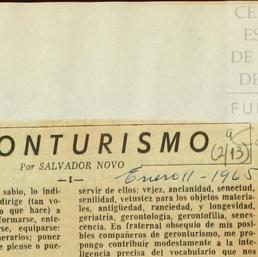 CE
ES
DE
DE
FU
ONTURISMO
a
(2/13)
Por SALVADOR NOVO
Enero 11-1965
—I—
sabio, lo indi-
dirige (tan vo-
o que hace) a
formarse, ente-
rse, equiparse:
nerarios; poner
e piense o pue-
servir de ellos: vejez, ancianidad, senectud,
senilidad, vetustez para los objetos materia-
les, antigüedad, ranciedad, y longevidad,
geriatría, gerontología, gerontofilia, senes-
cencia. En fraternal obsequio de mis posi-
bles compañeros de geronturismo, me pro-
pongo contribuir modestamente a la inte-
ligencia precisa del vocabulario que nos